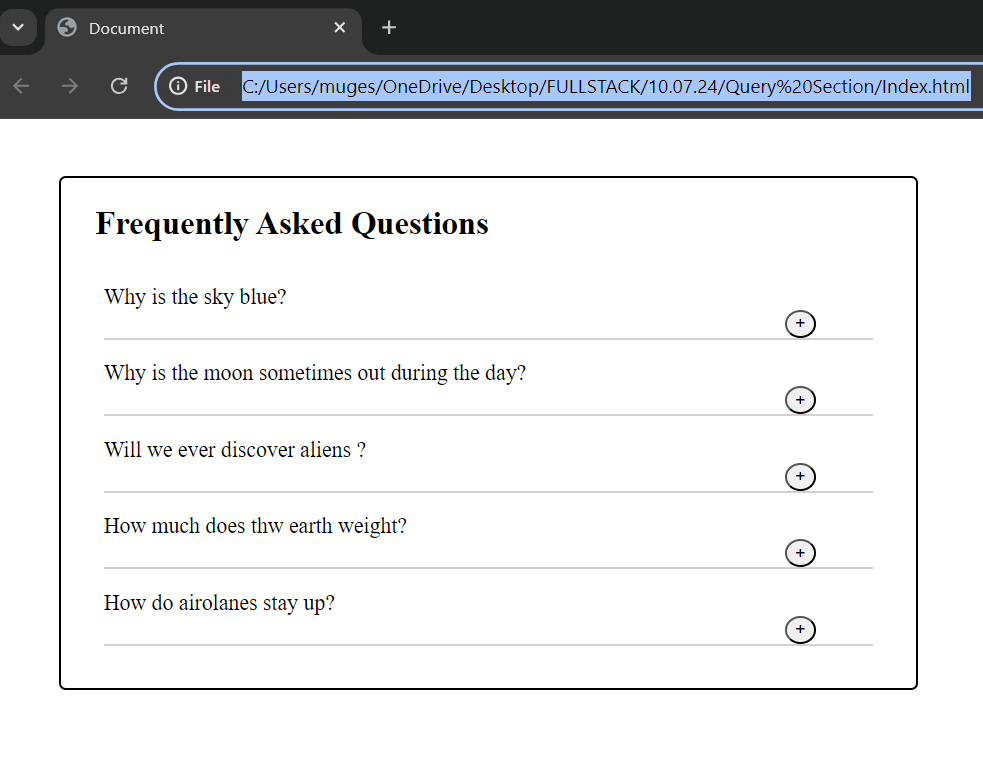 Document
File C:/Users/muges/OneDrive/Desktop/FULLSTACK/10.07.24/Query%20Section/Index.html
Frequently Asked Questions
Why is the sky blue?
+
Why is the moon sometimes out during the day?
+
Will we ever discover aliens ?
+
How much does thw earth weight?
+
How do airolanes stay up?
+